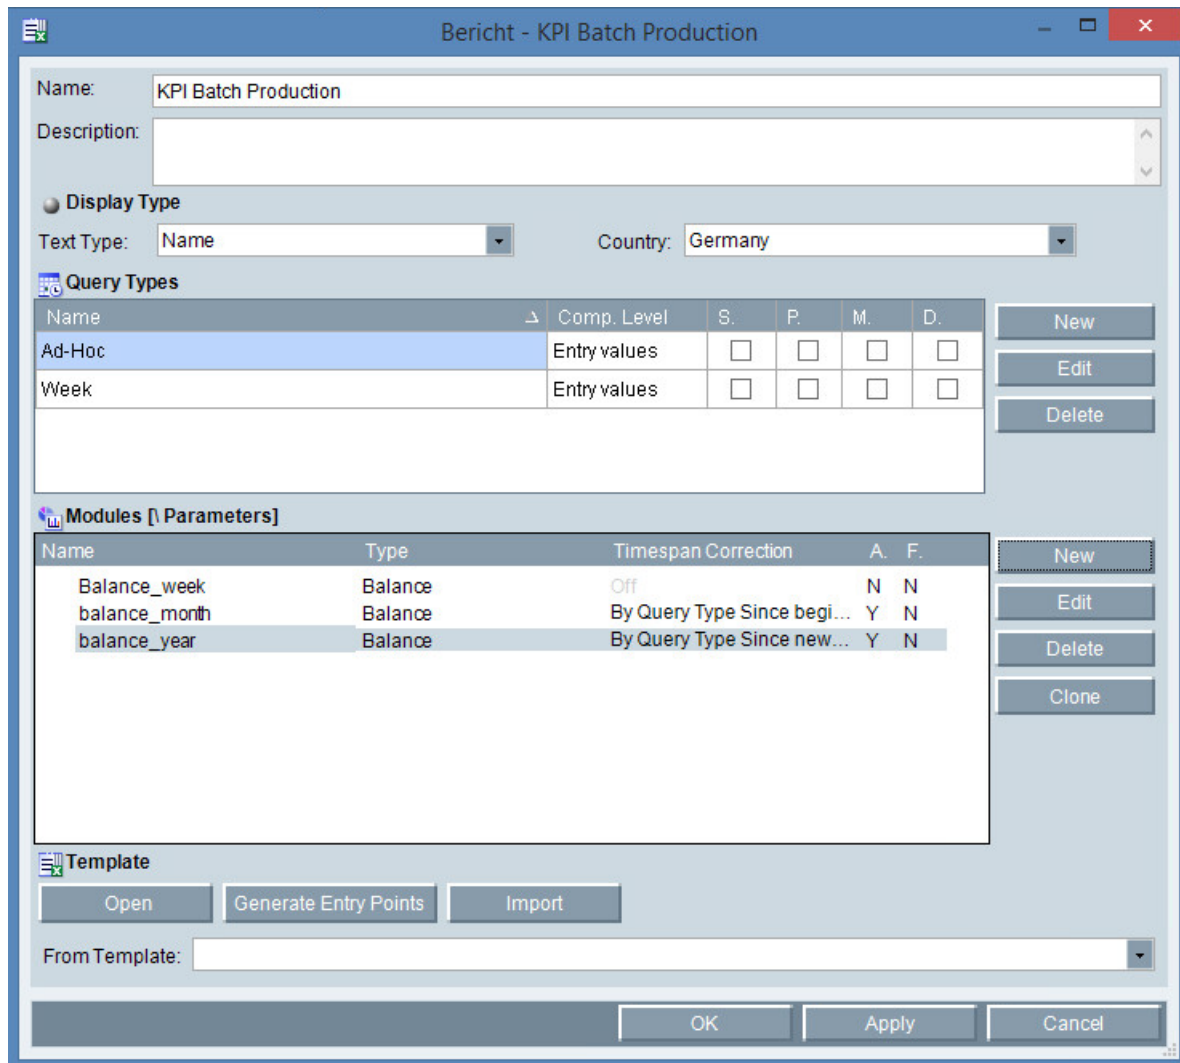 Bericht - KPI Batch Production
Name: KPI Batch Production
Description:
Display Type
Text Type: Name Country: Germany
Query Types
Name Comp. Level S. P. M. D. New
Ad-Hoc Entry values
Edit
Week Entry values
Delete
Modules [\ Parameters]
Name Type Timespan Correction A. F. New
Balance_week Balance Off N N
Edit
balance_month Balance By Query Type Since begi... Y N
balance_year Balance By Query Type Since new... Y N
Delete
Clone
Template
Open Generate Entry Points Import
From Template:
OK Apply Cancel